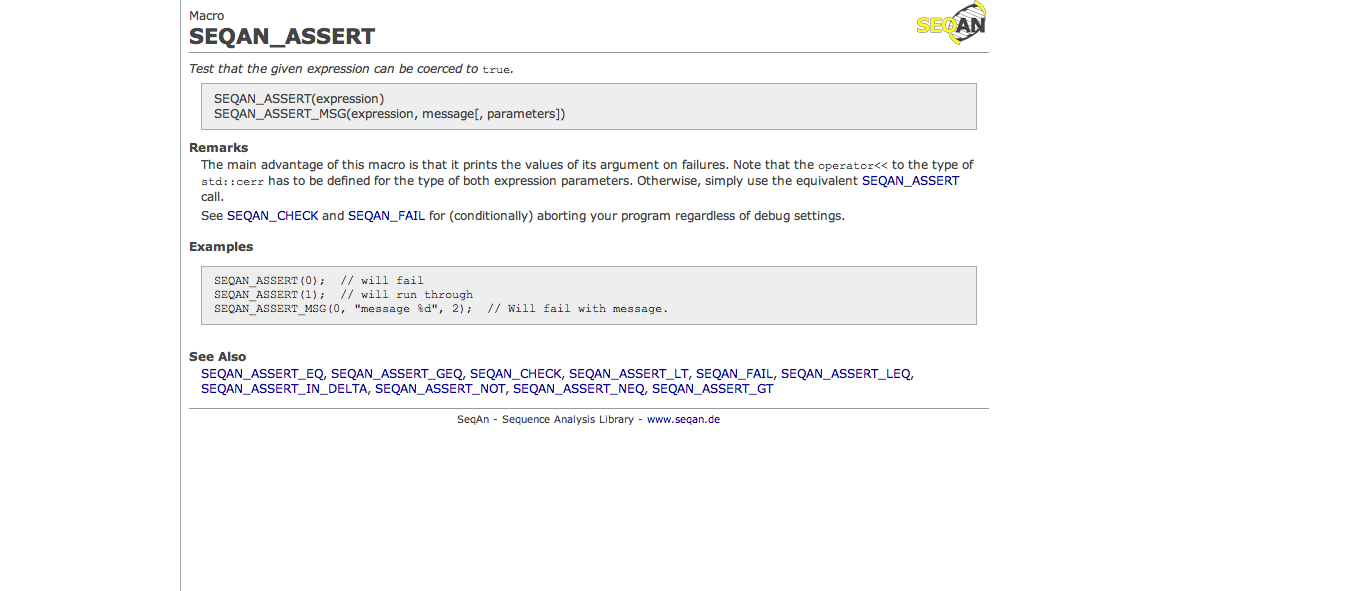 Macro
SEQAN
SEQAN_ASSERT
Test that the given expression can be coerced to true.
SEQAN_ASSERT(expression)
SEQAN_ASSERT_MSG(expression, message[, parameters])
Remarks
The main advantage of this macro is that it prints the values of its argument on failures. Note that the operator<< to the type of
std::cerr has to be defined for the type of both expression parameters. Otherwise, simply use the equivalent SEQAN_ASSERT
call.
See SEQAN_CHECK and SEQAN_FAIL for (conditionally) aborting your program regardless of debug settings.
Examples
SEQAN_ASSERT(0);  // will fail
SEQAN_ASSERT(1);  // will run through
SEQAN_ASSERT_MSG(0, "message %d", 2);  // Will fail with message.
See Also
SEQAN_ASSERT_EQ, SEQAN_ASSERT_GEQ, SEQAN_CHECK, SEQAN_ASSERT_LT, SEQAN_FAIL, SEQAN_ASSERT_LEQ,
SEQAN_ASSERT_IN_DELTA, SEQAN_ASSERT_NOT, SEQAN_ASSERT_NEQ, SEQAN_ASSERT_GT
SeqAn - Sequence Analysis Library - www.seqan.de